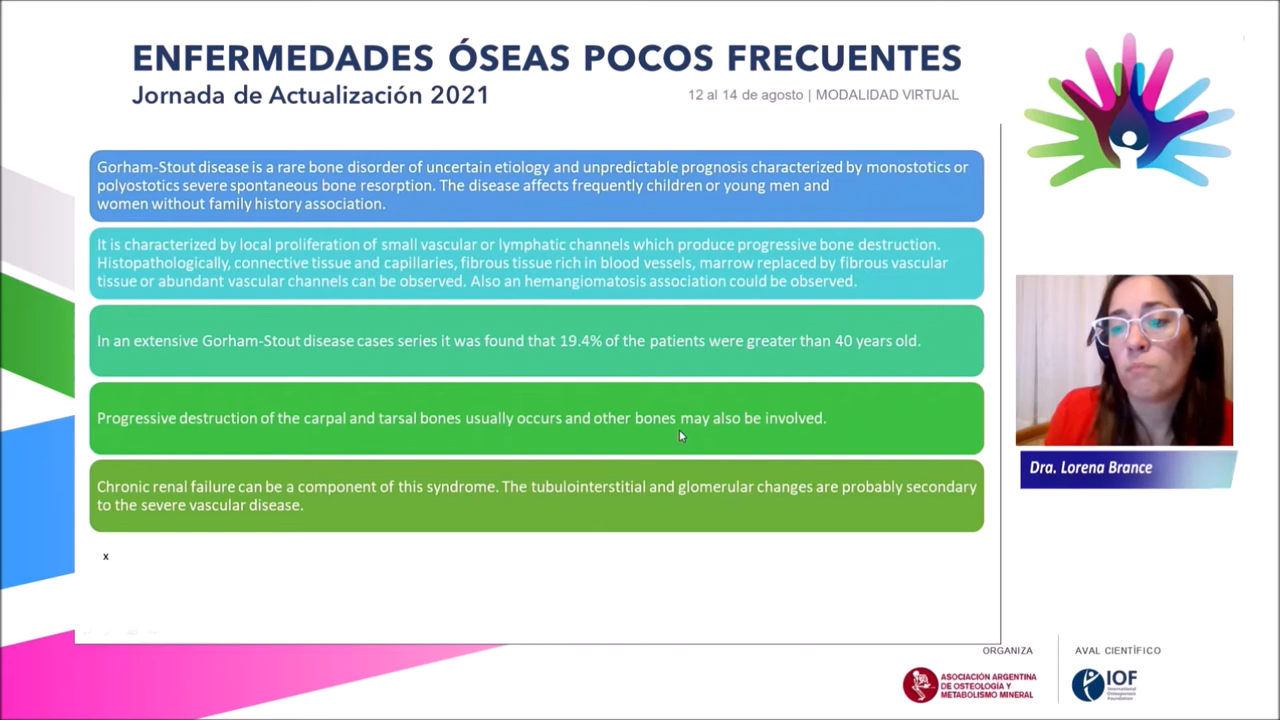 ENFERMEDADES ÓSEAS POCOS FRECUENTES
Jornada de Actualización 2021
12 al 14 de agosto | MODALIDAD VIRTUAL
Gorham-Stout disease is a rare bone disorder of uncertain etiology and unpredictable prognosis characterized by monostotics or
polyostotics severe spontaneous bone resorption. The disease affects frequently children or young men and
women without family history association.
It is characterized by local proliferation of small vascular or lymphatic channels which produce progressive bone destruction.
Histopathologically, connective tissue and capillaries, fibrous tissue rich in blood vessels, marrow replaced by fibrous vascular
tissue or abundant vascular channels can be observed. Also an hemangiomatosis association could be observed.
In an extensive Gorham-Stout disease cases series it was found that 19.4% of the patients were greater than 40 years old.
Progressive destruction of the carpal and tarsal bones usually occurs and other bones may also be involved.
Chronic renal failure can be a component of this syndrome. The tubulointerstitial and glomerular changes are probably secondary
to the severe vascular disease.
x
Dra. Lorena Brance
ORGANIZA
ASOCIACIÓN ARGENTINA
DE OSTEOLOGÍA Y
METABOLISMO MINERAL
AVAL CIENTÍFICO
IOF
International
Osteoporosis
Foundation